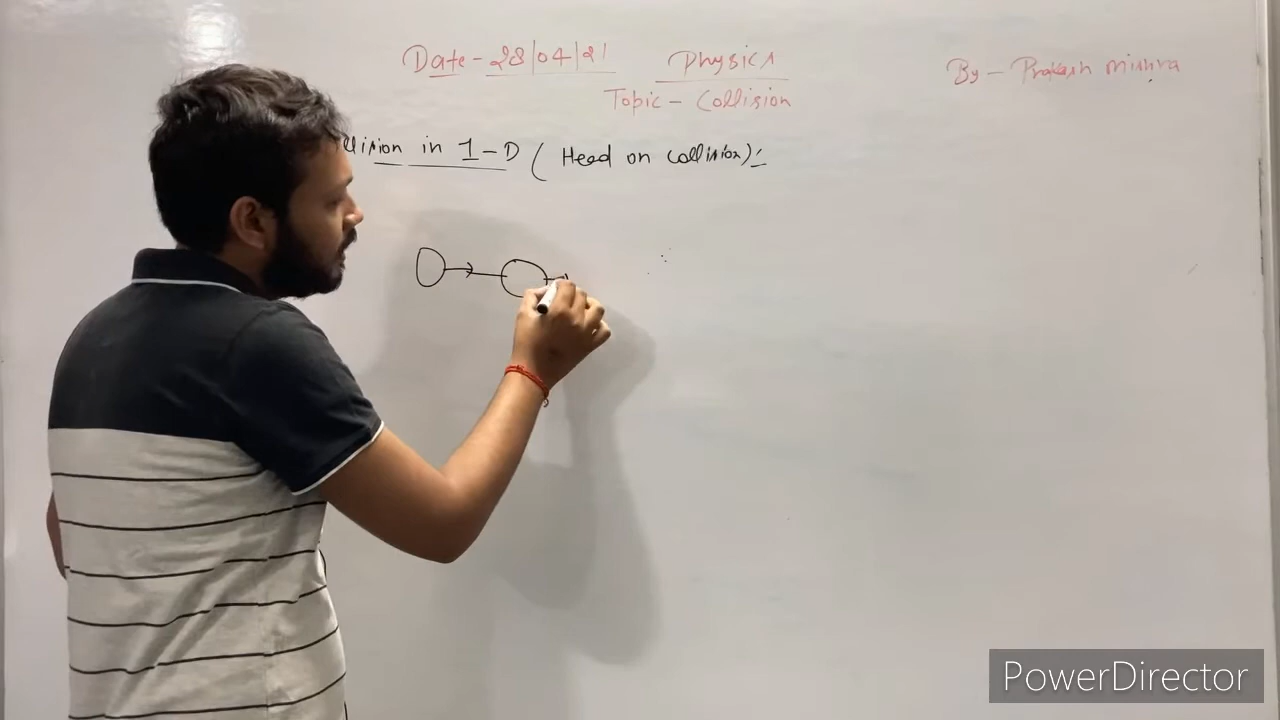 Date - 28/04/21 Physics By - Prakash Mishra
Topic - Collision
llision in 1-D ( Head on Collision):
PowerDirector